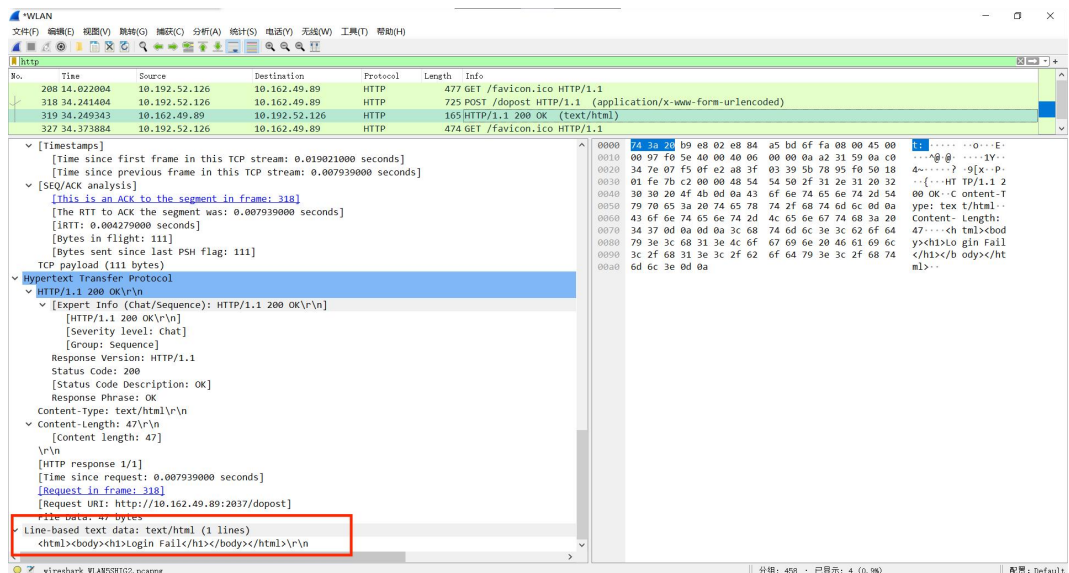 *WLAN
文件(F) 编辑(E) 视图(V) 跳转(G) 捕获(C) 分析(A) 统计(S) 电话(Y) 无线(W) 工具(T) 帮助(H)
http
No. Time Source Destination Protocol Length Info
208 14.022004 10.192.52.126 10.162.49.89 HTTP 477 GET /favicon.ico HTTP/1.1
318 34.241404 10.192.52.126 10.162.49.89 HTTP 725 POST /dopost HTTP/1.1 (application/x-www-form-urlencoded)
319 34.249343 10.162.49.89 10.192.52.126 HTTP 165 HTTP/1.1 200 OK (text/html)
327 34.373884 10.192.52.126 10.162.49.89 HTTP 474 GET /favicon.ico HTTP/1.1
[Timestamps]
[Time since first frame in this TCP stream: 0.019021000 seconds]
[Time since previous frame in this TCP stream: 0.007939000 seconds]
[SEQ/ACK analysis]
[This is an ACK to the segment in frame: 318]
[The RTT to ACK the segment was: 0.007939000 seconds]
[iRTT: 0.004279000 seconds]
[Bytes in flight: 111]
[Bytes sent since last PSH flag: 111]
TCP payload (111 bytes)
Hypertext Transfer Protocol
HTTP/1.1 200 OK\r\n
[Expert Info (Chat/Sequence): HTTP/1.1 200 OK\r\n]
[HTTP/1.1 200 OK\r\n]
[Severity level: Chat]
[Group: Sequence]
Response Version: HTTP/1.1
Status Code: 200
[Status Code Description: OK]
Response Phrase: OK
Content-Type: text/html\r\n
Content-Length: 47\r\n
[Content length: 47]
\r\n
[HTTP response 1/1]
[Time since request: 0.007939000 seconds]
[Request in frame: 318]
[Request URI: http://10.162.49.89:2037/dopost]
File Data: 47 bytes
Line-based text data: text/html (1 lines)
<html><body><h1>Login Fail</h1></body></html>\r\n
0000 74 3a 20 b9 e8 02 e8 84 a5 bd 6f ff 08 00 45 00 t: ····· ··o···E·
0010 00 97 f0 5e 40 00 40 06 00 00 0a a2 31 59 0a c0 ···^@·@· ····1Y··
0020 34 7e 07 f5 0f e2 a8 3f 03 39 5b 78 95 f0 50 18 4~·····? ·9[x··P·
0030 01 fe 7b c2 00 00 48 54 54 50 2f 31 2e 31 20 32 ··{···HT TP/1.1 2
0040 30 30 20 4f 4b 0d 0a 43 6f 6e 74 65 6e 74 2d 54 00 OK··C ontent-T
0050 79 70 65 3a 20 74 65 78 74 2f 68 74 6d 6c 0d 0a ype: tex t/html··
0060 43 6f 6e 74 65 6e 74 2d 4c 65 6e 67 74 68 3a 20 Content- Length:
0070 34 37 0d 0a 0d 0a 3c 68 74 6d 6c 3e 3c 62 6f 64 47····<h tml><bod
0080 79 3e 3c 68 31 3e 4c 6f 67 69 6e 20 46 61 69 6c y><h1>Lo gin Fail
0090 3c 2f 68 31 3e 3c 2f 62 6f 64 79 3e 3c 2f 68 74 </h1></b ody></ht
00a0 6d 6c 3e 0d 0a ml>··
wireshark_WLAN5SHIG2.pcapng 分组: 458 · 已显示: 4 (0.9%) 配置: Default